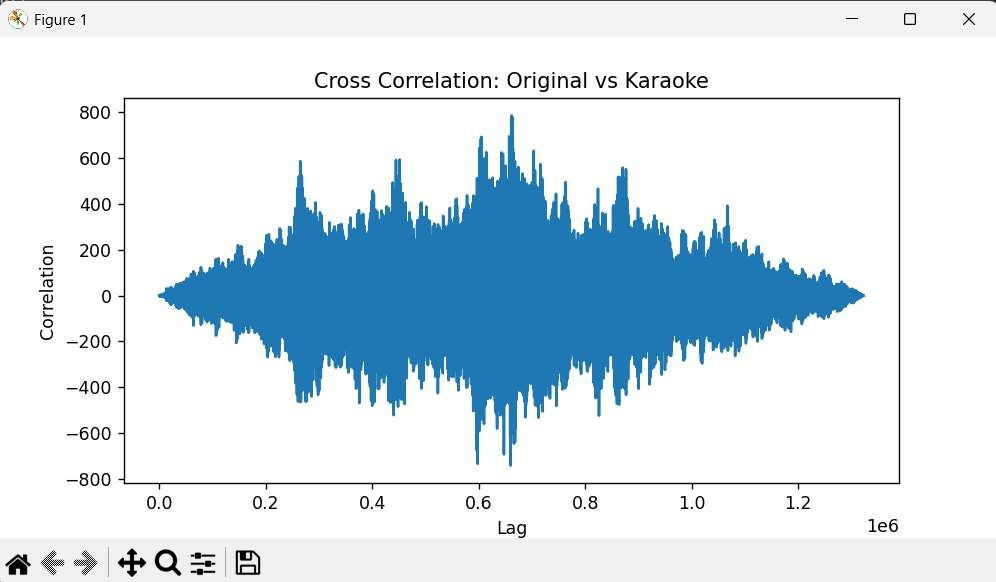 Figure 1
Cross Correlation: Original vs Karaoke
800
600
400
200
0
−200
−400
−600
−800
Correlation
0.0 0.2 0.4 0.6 0.8 1.0 1.2
Lag
1e6